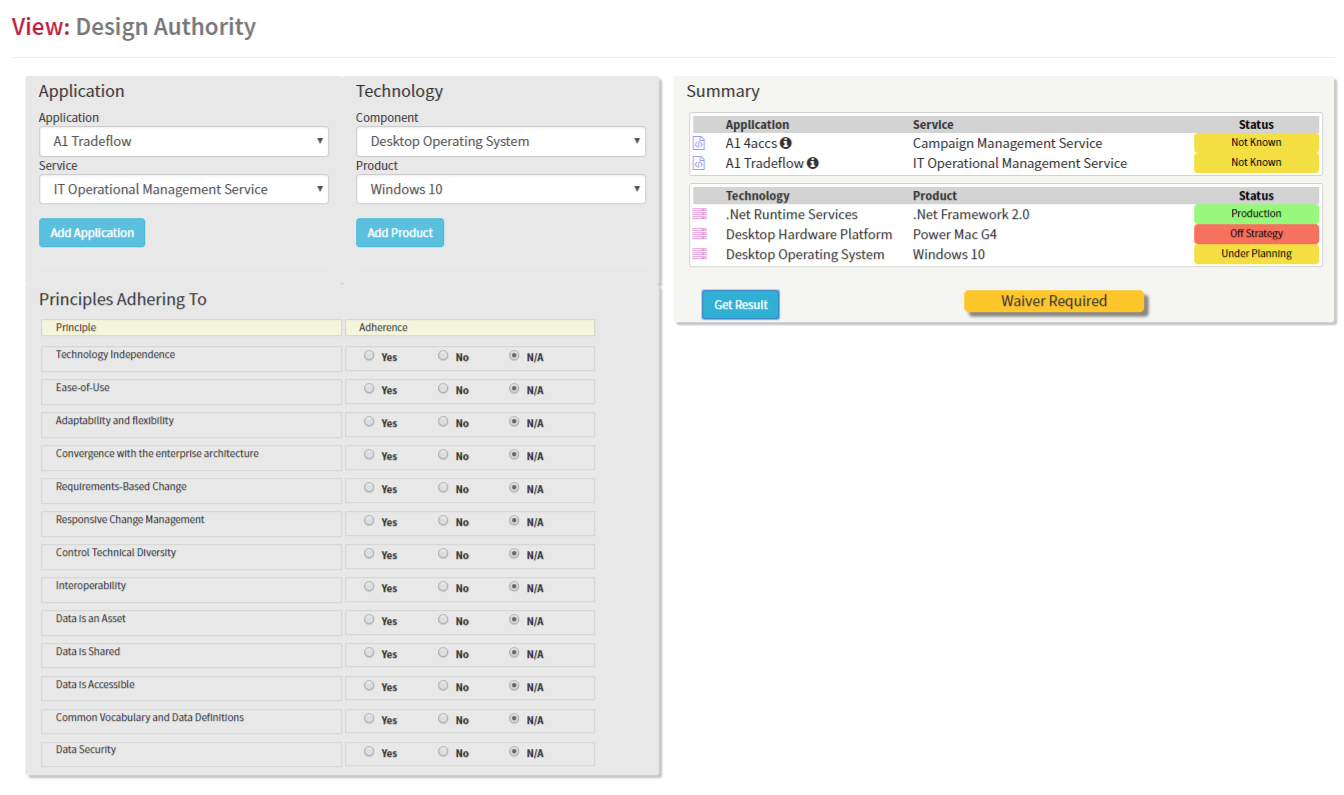 View: Design Authority
Application
Application
A1 Tradeflow
Service
IT Operational Management Service
Add Application
Technology
Component
Desktop Operating System
Product
Windows 10
Add Product
Principles Adhering To
Principle Adherence
Technology Independence Yes No N/A
Ease-of-Use Yes No N/A
Adaptability and flexibility Yes No N/A
Convergence with the enterprise architecture Yes No N/A
Requirements-Based Change Yes No N/A
Responsive Change Management Yes No N/A
Control Technical Diversity Yes No N/A
Interoperability Yes No N/A
Data is an Asset Yes No N/A
Data is Shared Yes No N/A
Data is Accessible Yes No N/A
Common Vocabulary and Data Definitions Yes No N/A
Data Security Yes No N/A
Summary
Application Service Status
A1 4accs Campaign Management Service Not Known
A1 Tradeflow IT Operational Management Service Not Known
Technology Product Status
.Net Runtime Services .Net Framework 2.0 Production
Desktop Hardware Platform Power Mac G4 Off Strategy
Desktop Operating System Windows 10 Under Planning
Get Result Waiver Required